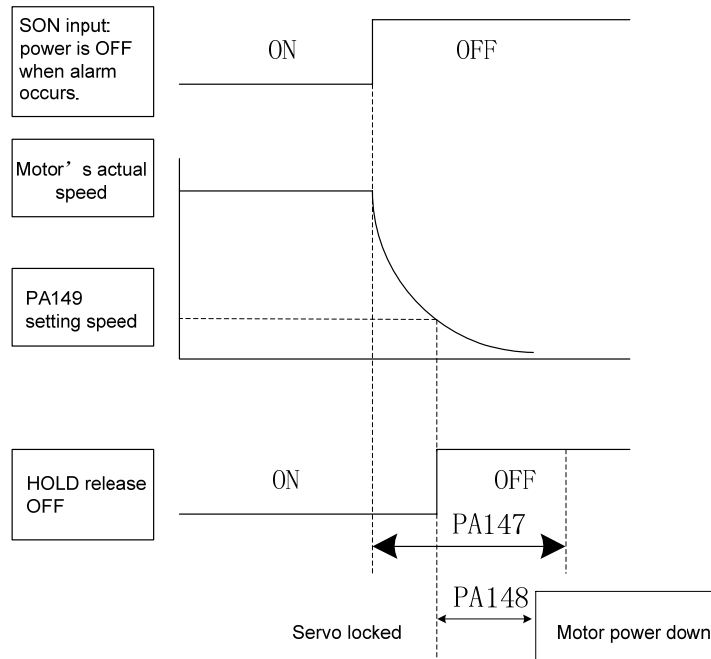 SON input:
power is OFF
when alarm
occurs.
ON
OFF
Motor’s actual
speed
PA149
setting speed
HOLD release
OFF
ON
OFF
PA147
PA148
Servo locked
Motor power down